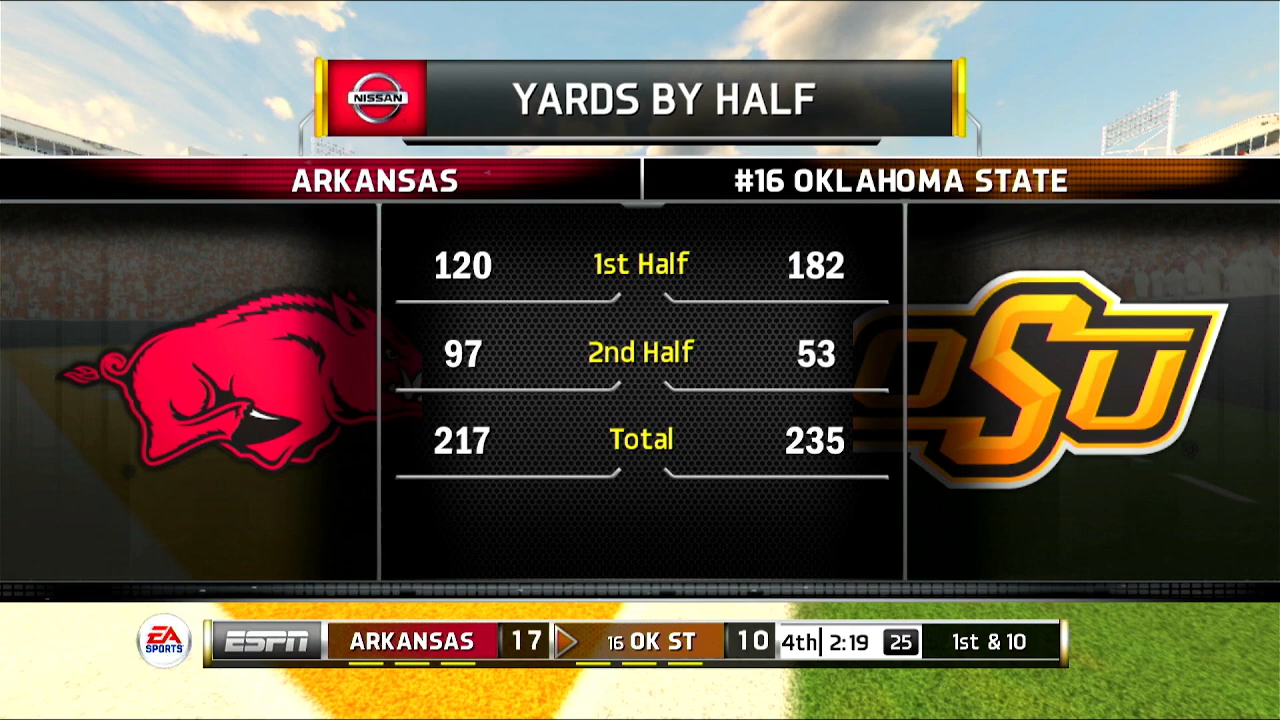 NISSAN
YARDS BY HALF
ARKANSAS
#16 OKLAHOMA STATE
120 1st Half 182
97 2nd Half 53
217 Total 235
OSU
EA SPORTS
ESPN ARKANSAS 17 16 OK ST 10 4th 2:19 25 1st & 10